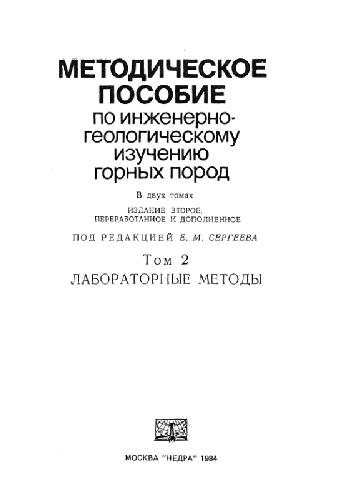 МЕТОДИЧЕСКОЕ
ПОСОБИЕ
по инженерно-
геологическому
изучению
горных пород
В двух томах
ИЗДАНИЕ ВТОРОЕ,
ПЕРЕРАБОТАННОЕ И ДОПОЛНЕННОЕ
ПОД РЕДАКЦИЕЙ Е. М. СЕРГЕЕВА
Том 2
ЛАБОРАТОРНЫЕ МЕТОДЫ
МОСКВА "НЕДРА" 1984